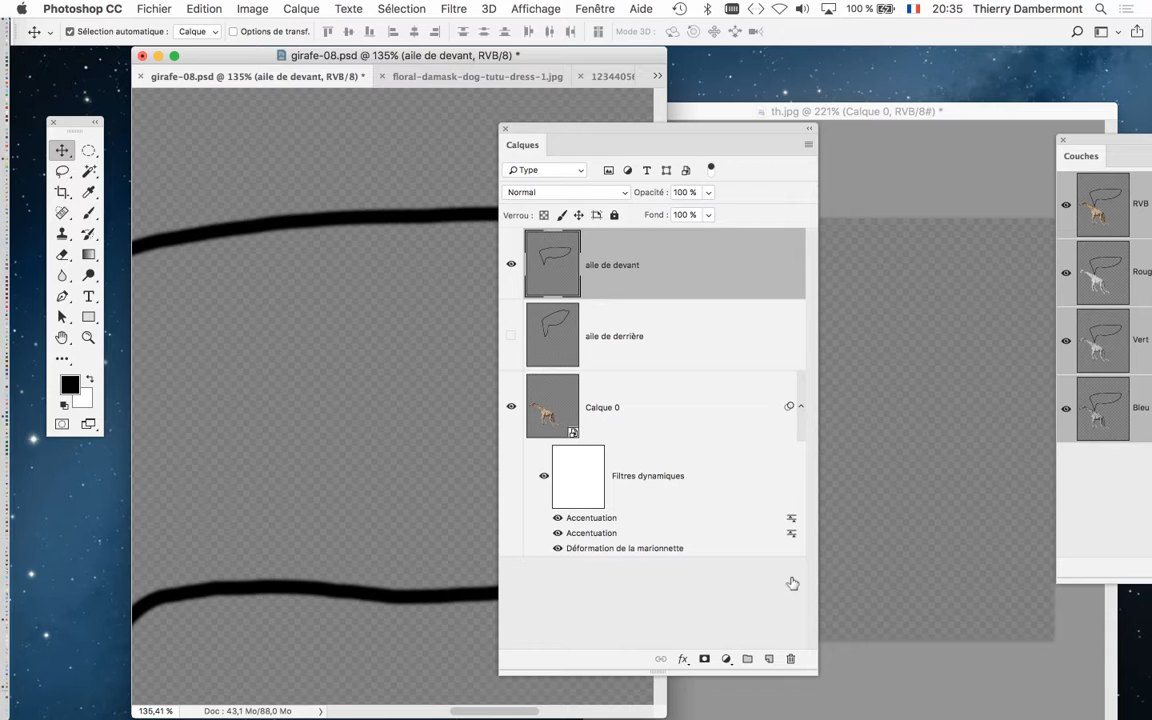 Photoshop CC Fichier Edition Image Calque Texte Sélection Filtre 3D Affichage Fenêtre Aide 100 % 20:35 Thierry Dambermont
Sélection automatique : Calque Options de transf. Mode 3D :
girafe-08.psd @ 135% (aile de devant, RVB/8) *
girafe-08.psd @ 135% (aile de devant, RVB/8) * floral-damask-dog-tutu-dress-1.jpg 1234405
th.jpg @ 221% (Calque 0, RVB/8#) *
Calques
Type
Normal Opacité : 100 %
Verrou : Fond : 100 %
aile de devant
aile de derrière
Calque 0
Filtres dynamiques
Accentuation
Accentuation
Déformation de la marionnette
Couches
RVB
Roug
Vert
Bleu
135,41 % Doc : 43,1 Mo/88,0 Mo